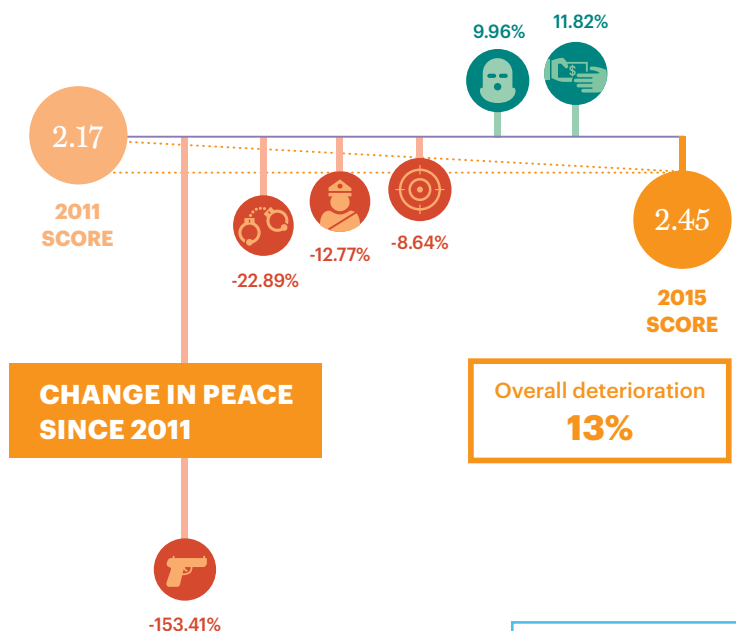 9.96%
11.82%
2.17
2011
SCORE
-22.89%
-12.77%
-8.64%
2.45
2015
SCORE
CHANGE IN PEACE
SINCE 2011
Overall deterioration
13%
$
-153.41%